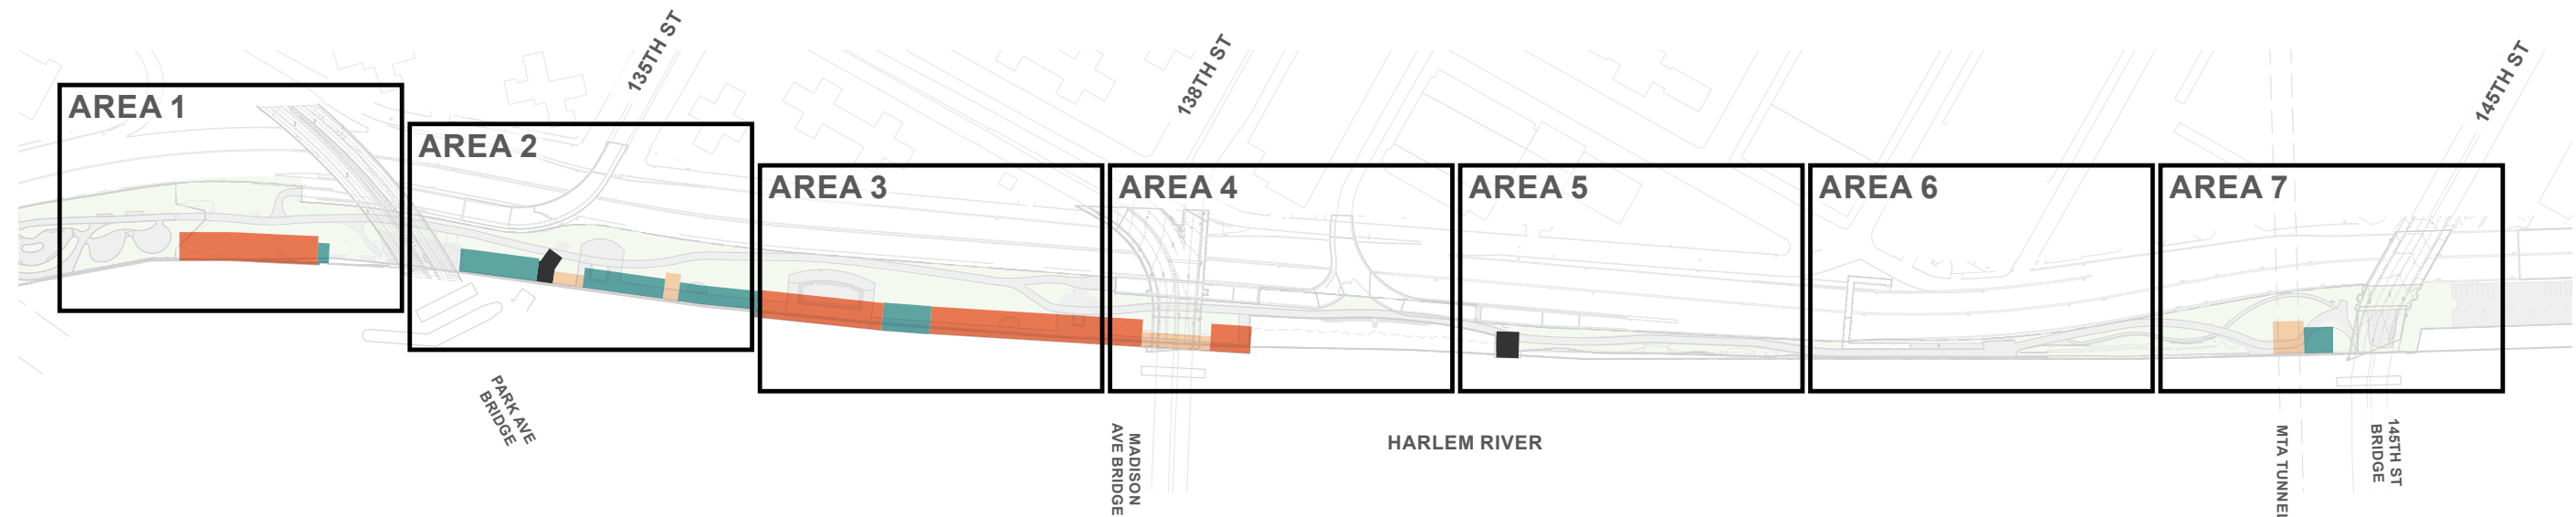 135TH ST
138TH ST
145TH ST
AREA 1
AREA 2
AREA 3
AREA 4
AREA 5
AREA 6
AREA 7
PARK AVE
BRIDGE
MADISON
AVE BRIDGE
HARLEM RIVER
MTA TUNNEL
145TH ST
BRIDGE